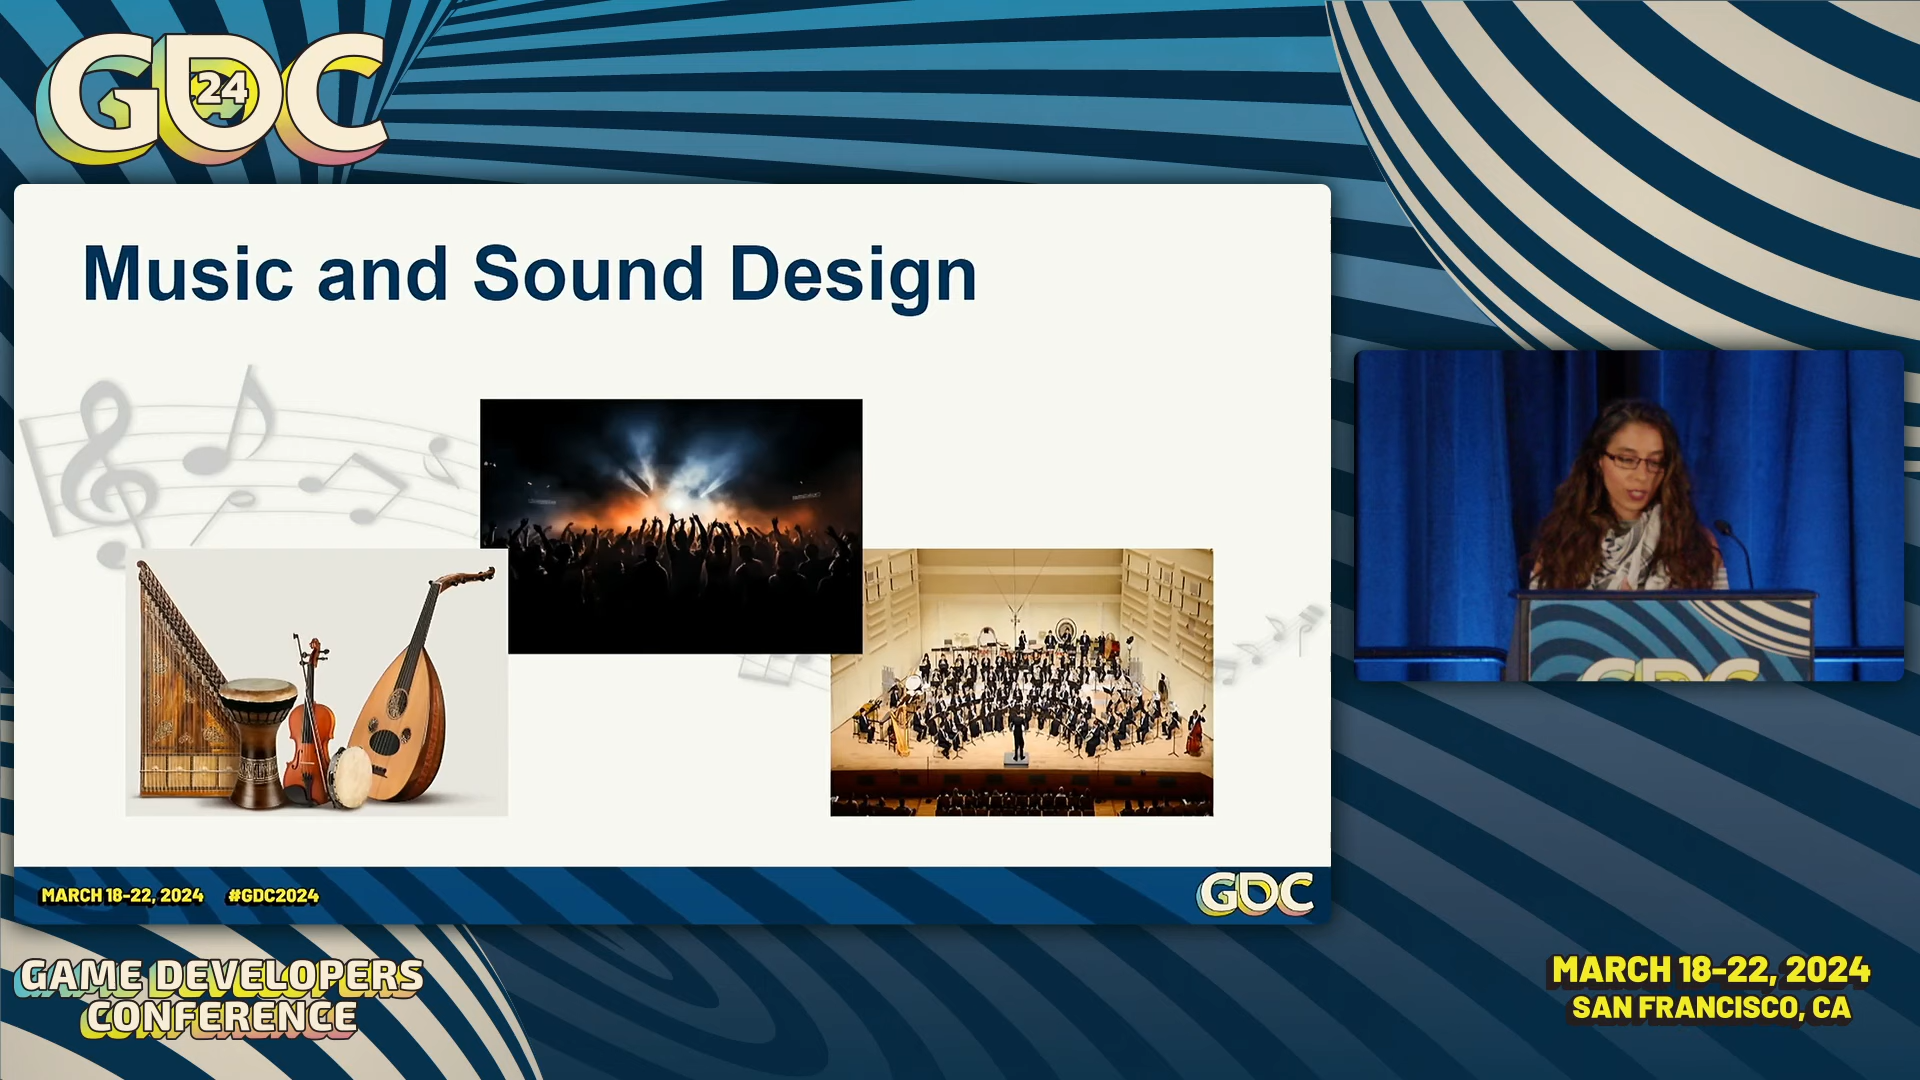 GDC
24
Music and Sound Design
MARCH 18-22, 2024 #GDC2024
GDC
GDC
GAME DEVELOPERS
CONFERENCE
MARCH 18-22, 2024
SAN FRANCISCO, CA